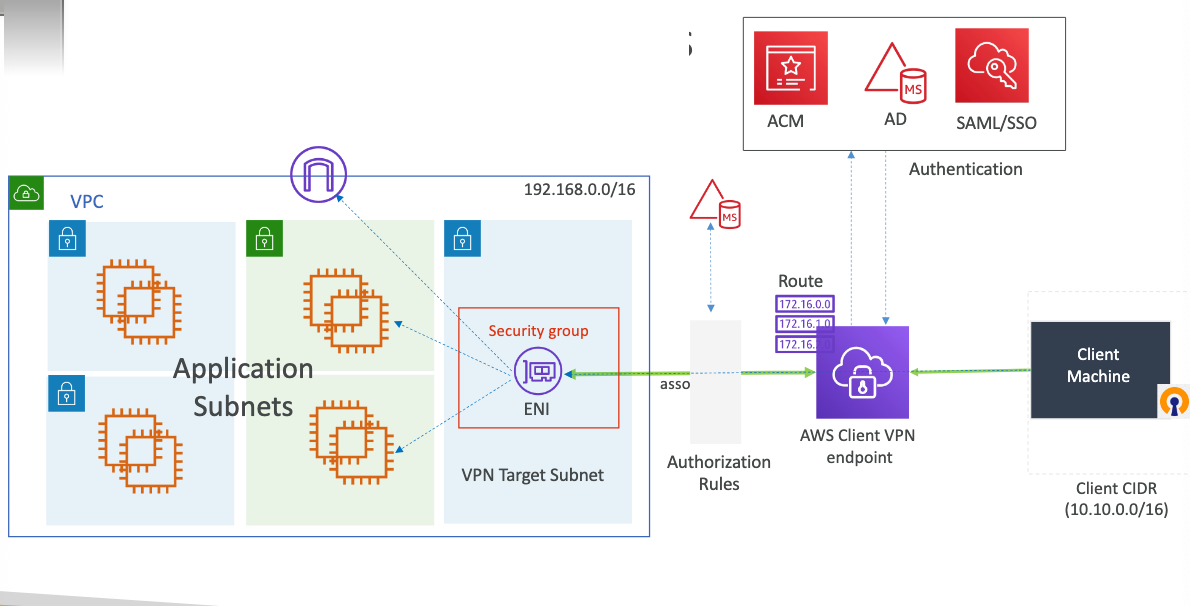 ACM
AD
MS
SAML/SSO
Authentication
VPC
192.168.0.0/16
MS
Route
172.16.0.0
172.16.1.0
172.16.
Security group
ENI
Application
Subnets
VPN Target Subnet
asso
Authorization
Rules
AWS Client VPN
endpoint
Client
Machine
Client CIDR
(10.10.0.0/16)